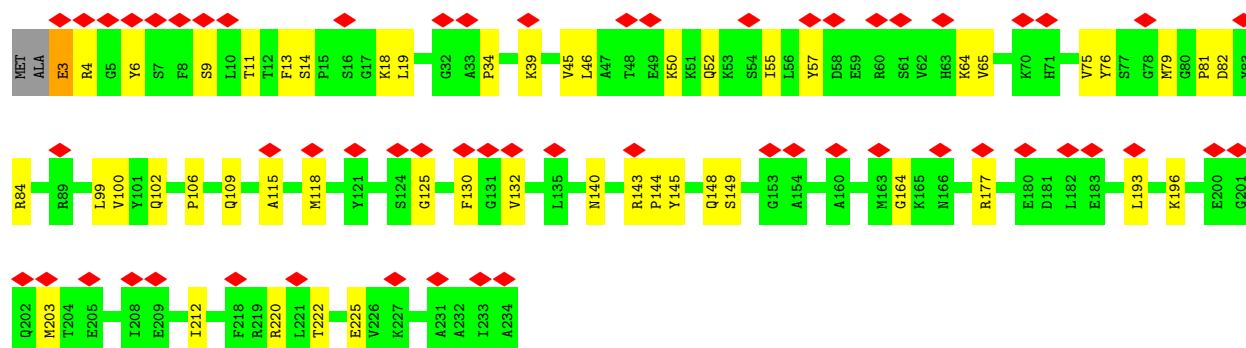 MET ALA E3 R4 G5 Y6 S7 F8 S9 L10 T11 T12 F13 S14 P15 S16 G17 K18 L19 G32 A33 P34 K39 V45 L46 A47 T48 E49 K50 K51 Q52 K53 S54 I55 L56 Y57 D58 E59 R60 S61 V62 H63 K64 V65 K70 H71 V75 Y76 S77 G78 M79 G80 P81 D82 Y83
R84 R89 L99 V100 Y101 Q102 P106 Q109 A115 M118 Y121 S124 G125 F130 G131 V132 L135 N140 R143 P144 Y145 Q148 S149 G153 A154 A160 M163 G164 K165 N166 R177 E180 D181 L182 E183 L193 K196 E200 G201
Q202 M203 T204 E205 I208 E209 I212 F218 R219 R220 L221 T222 E225 V226 K227 A231 A232 I233 A234